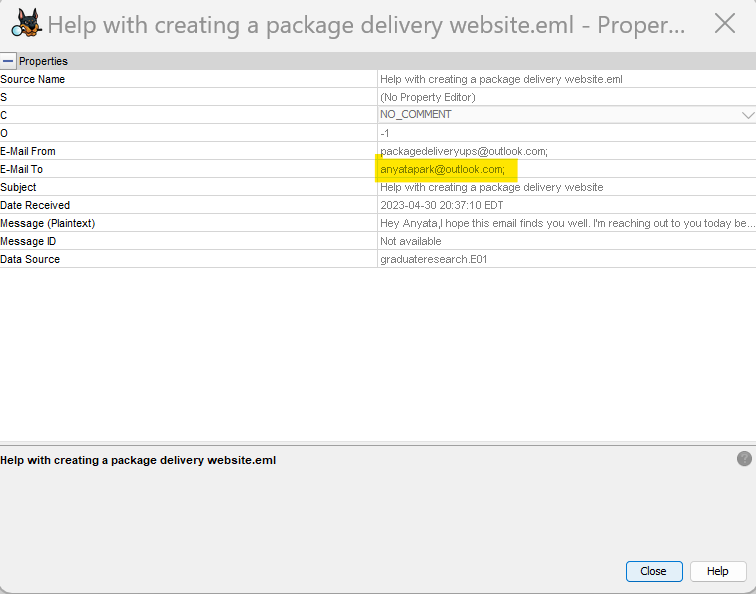 Help with creating a package delivery website.eml - Proper...
Properties
Source Name Help with creating a package delivery website.eml
S (No Property Editor)
C NO_COMMENT
O -1
E-Mail From packagedeliveryups@outlook.com;
E-Mail To anyatapark@outlook.com;
Subject Help with creating a package delivery website
Date Received 2023-04-30 20:37:10 EDT
Message (Plaintext) Hey Anyata,I hope this email finds you well. I'm reaching out to you today be...
Message ID Not available
Data Source graduateresearch.E01
Help with creating a package delivery website.eml
?
Close Help